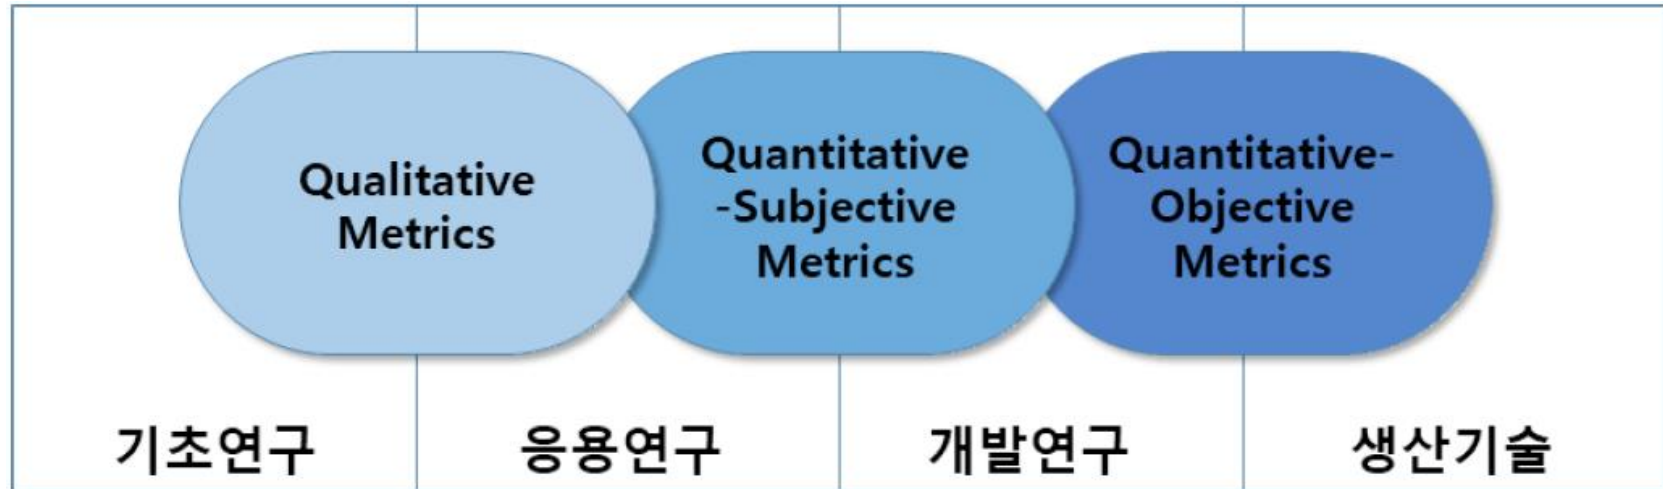 Qualitative
Metrics
Quantitative
-Subjective
Metrics
Quantitative-
Objective
Metrics
기초연구
응용연구
개발연구
생산기술